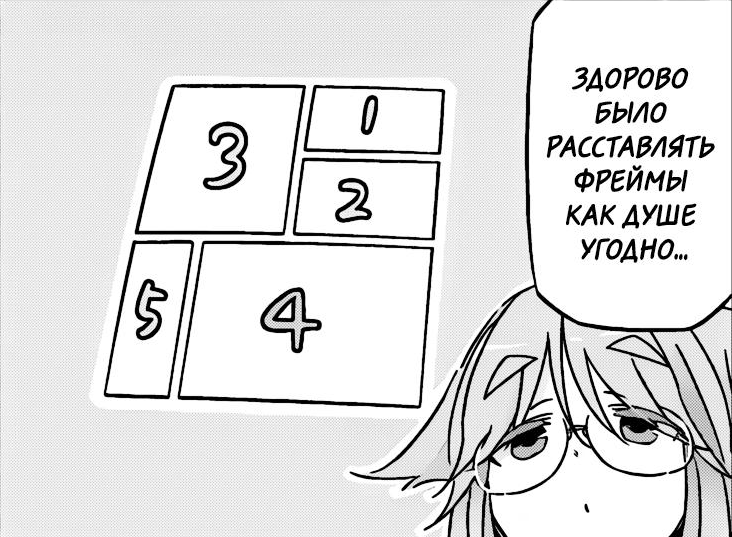 3
1
2
5
4
ЗДОРОВО
БЫЛО
РАССТАВЛЯТЬ
ФРЕЙМЫ
КАК ДУШЕ
УГОДНО...